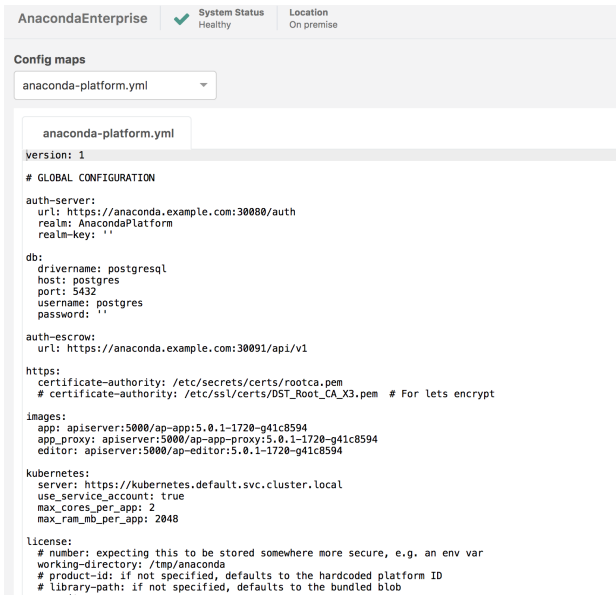 AnacondaEnterprise
System Status
Healthy
Location
On premise
Config maps
anaconda-platform.yml
anaconda-platform.yml
version: 1
# GLOBAL CONFIGURATION
auth-server:
  url: https://anaconda.example.com:30080/auth
  realm: AnacondaPlatform
  realm-key: ''
db:
  drivername: postgresql
  host: postgres
  port: 5432
  username: postgres
  password: ''
auth-escrow:
  url: https://anaconda.example.com:30091/api/v1
https:
  certificate-authority: /etc/secrets/certs/rootca.pem
  # certificate-authority: /etc/ssl/certs/DST_Root_CA_X3.pem  # For lets encrypt
images:
  app: apiserver:5000/ap-app:5.0.1-1720-g41c8594
  app_proxy: apiserver:5000/ap-app-proxy:5.0.1-1720-g41c8594
  editor: apiserver:5000/ap-editor:5.0.1-1720-g41c8594
kubernetes:
  server: https://kubernetes.default.svc.cluster.local
  use_service_account: true
  max_cores_per_app: 2
  max_ram_mb_per_app: 2048
license:
  # number: expecting this to be stored somewhere more secure, e.g. an env var
  working-directory: /tmp/anaconda
  # product-id: if not specified, defaults to the hardcoded platform ID
  # library-path: if not specified, defaults to the bundled blob